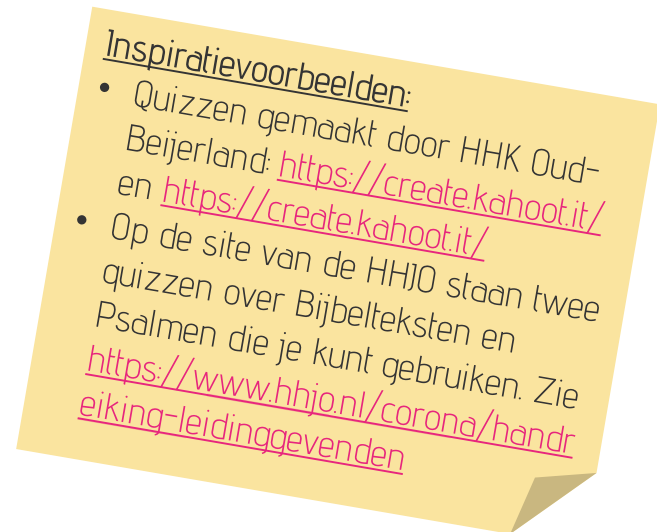 Inspiratievoorbeelden:
• Quizzen gemaakt door HHK Oud-
Beijerland: https://create.kahoot.it/
en https://create.kahoot.it/
• Op de site van de HHJO staan twee
quizzen over Bijbelteksten en
Psalmen die je kunt gebruiken. Zie
https://www.hhjo.nl/corona/handr
eiking-leidinggevenden